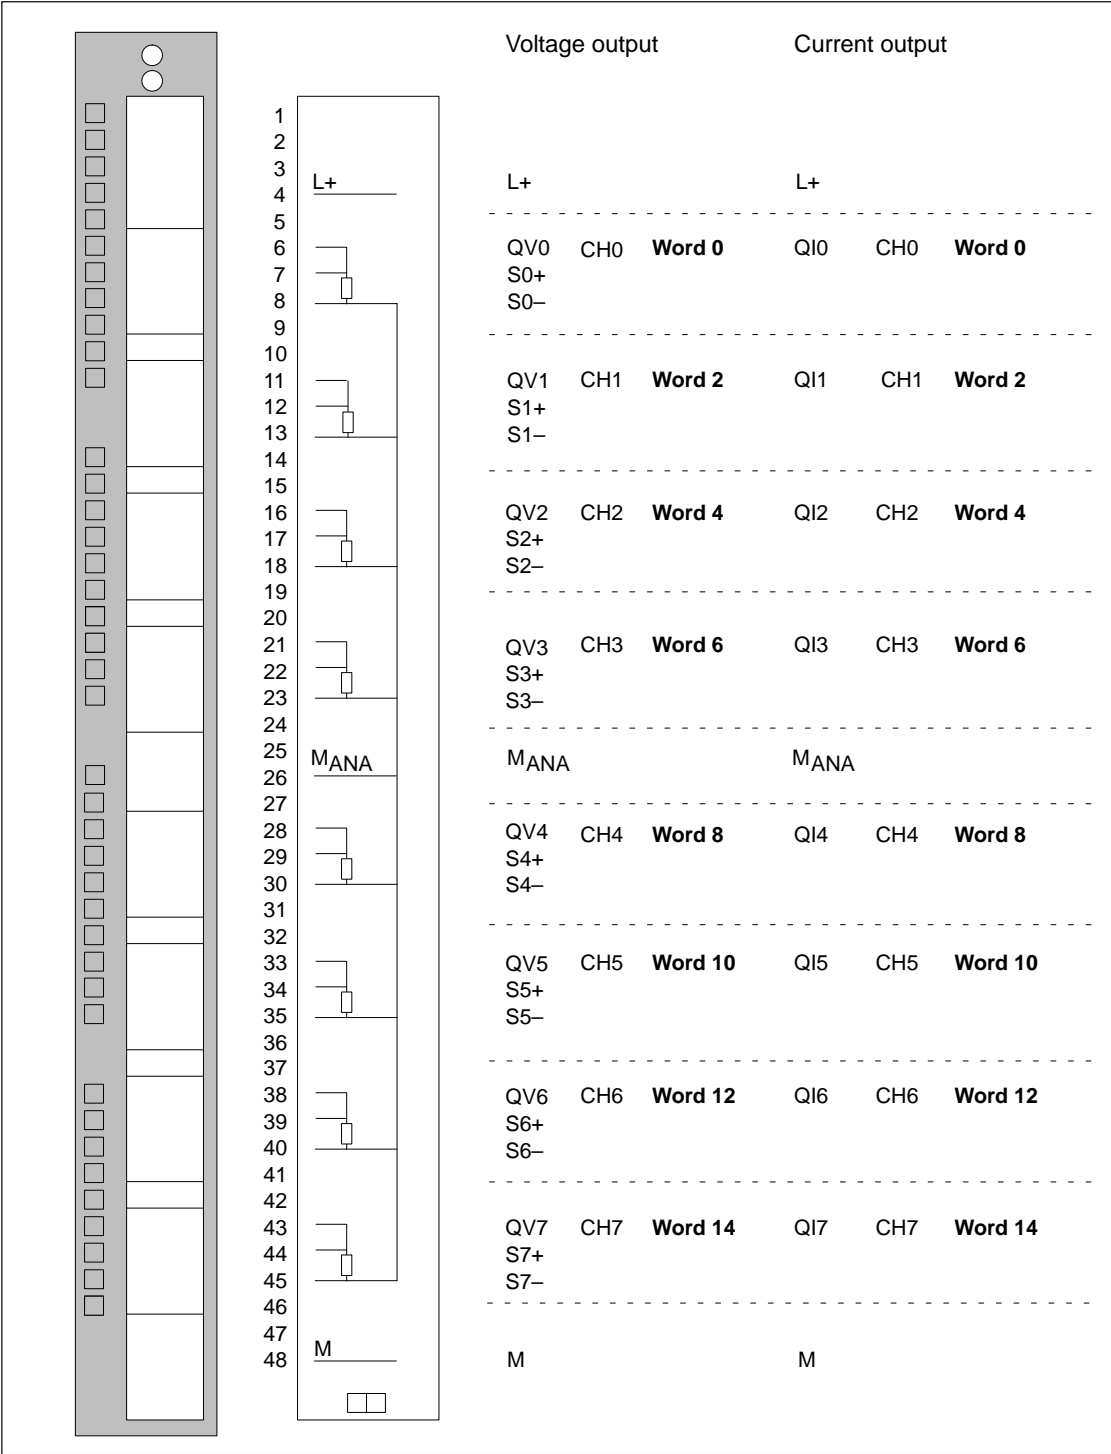 Voltage output Current output
1
2
3
L+ L+ L+
4
5
6 QV0 CH0 Word 0 QI0 CH0 Word 0
7 S0+
8 S0–
9
10
11 QV1 CH1 Word 2 QI1 CH1 Word 2
12 S1+
13 S1–
14
15
16 QV2 CH2 Word 4 QI2 CH2 Word 4
17 S2+
18 S2–
19
20
21 QV3 CH3 Word 6 QI3 CH3 Word 6
22 S3+
23 S3–
24
25 MANA MANA MANA
26
27
28 QV4 CH4 Word 8 QI4 CH4 Word 8
29 S4+
30 S4–
31
32
33 QV5 CH5 Word 10 QI5 CH5 Word 10
34 S5+
35 S5–
36
37
38 QV6 CH6 Word 12 QI6 CH6 Word 12
39 S6+
40 S6–
41
42
43 QV7 CH7 Word 14 QI7 CH7 Word 14
44 S7+
45 S7–
46
47
48 M M M